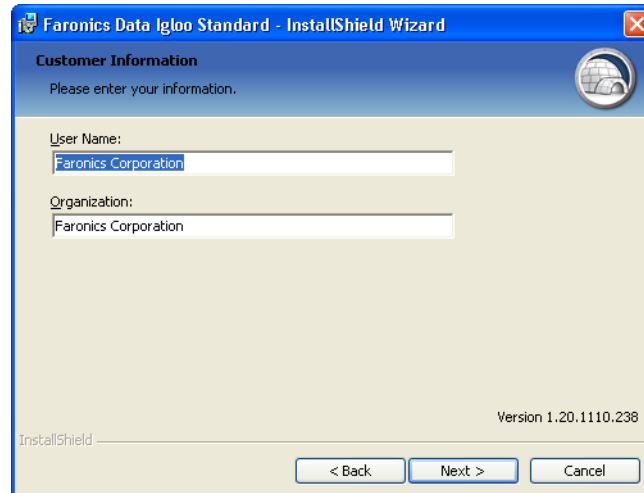 Faronics Data Igloo Standard - InstallShield Wizard
Customer Information
Please enter your information.
User Name:
Faronics Corporation
Organization:
Faronics Corporation
Version 1.20.1110.238
InstallShield
< Back Next > Cancel